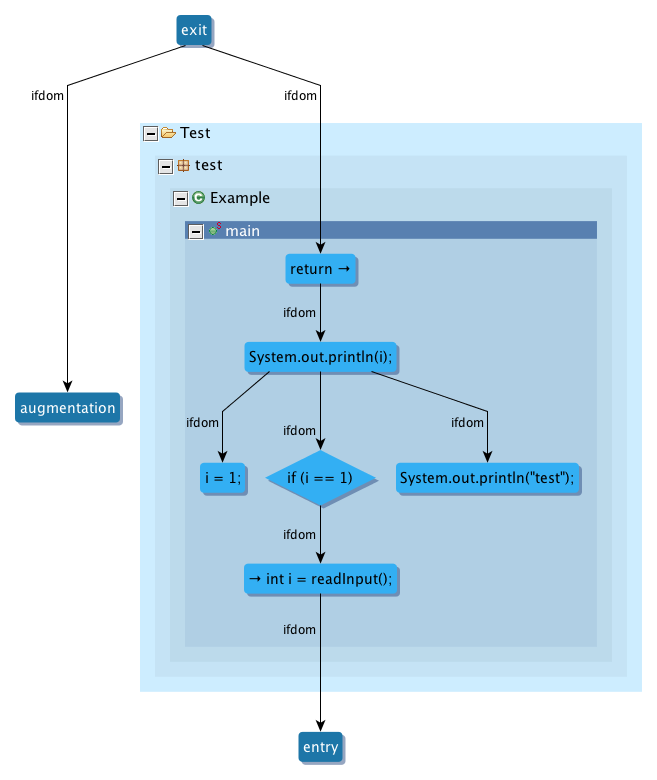 exit
ifdom
ifdom
Test
test
Example
main
return →
ifdom
System.out.println(i);
augmentation
ifdom
ifdom
ifdom
i = 1;
if (i == 1)
System.out.println("test");
ifdom
→ int i = readInput();
ifdom
entry